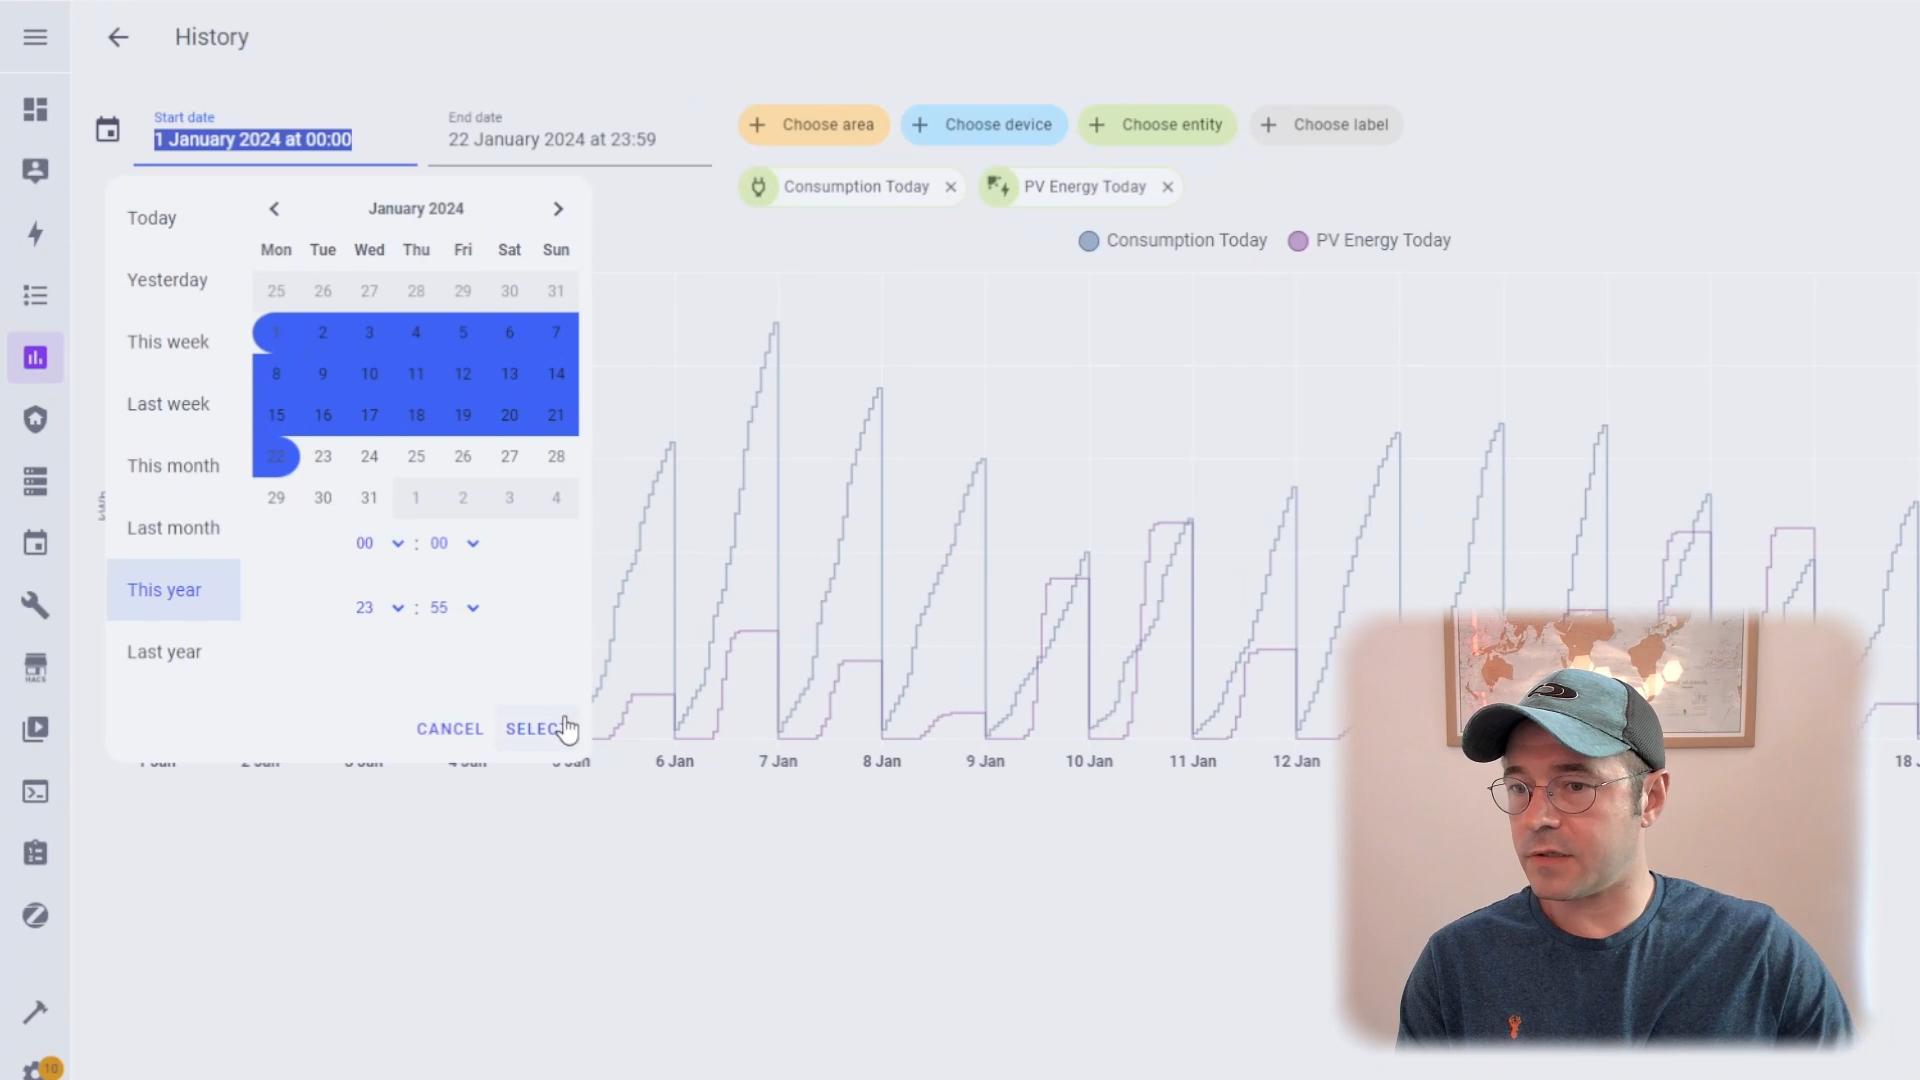 History
Start date
1 January 2024 at 00:00
End date
22 January 2024 at 23:59
Choose area
Choose device
Choose entity
Choose label
Consumption Today
PV Energy Today
Consumption Today
PV Energy Today
Today
Yesterday
This week
Last week
This month
Last month
This year
Last year
January 2024
Mon Tue Wed Thu Fri Sat Sun
25 26 27 28 29 30 31
1 2 3 4 5 6 7
8 9 10 11 12 13 14
15 16 17 18 19 20 21
22 23 24 25 26 27 28
29 30 31 1 2 3 4
00 : 00
23 : 55
CANCEL
6 Jan 7 Jan 8 Jan 9 Jan 10 Jan 11 Jan 12 Jan 18
HACS
10